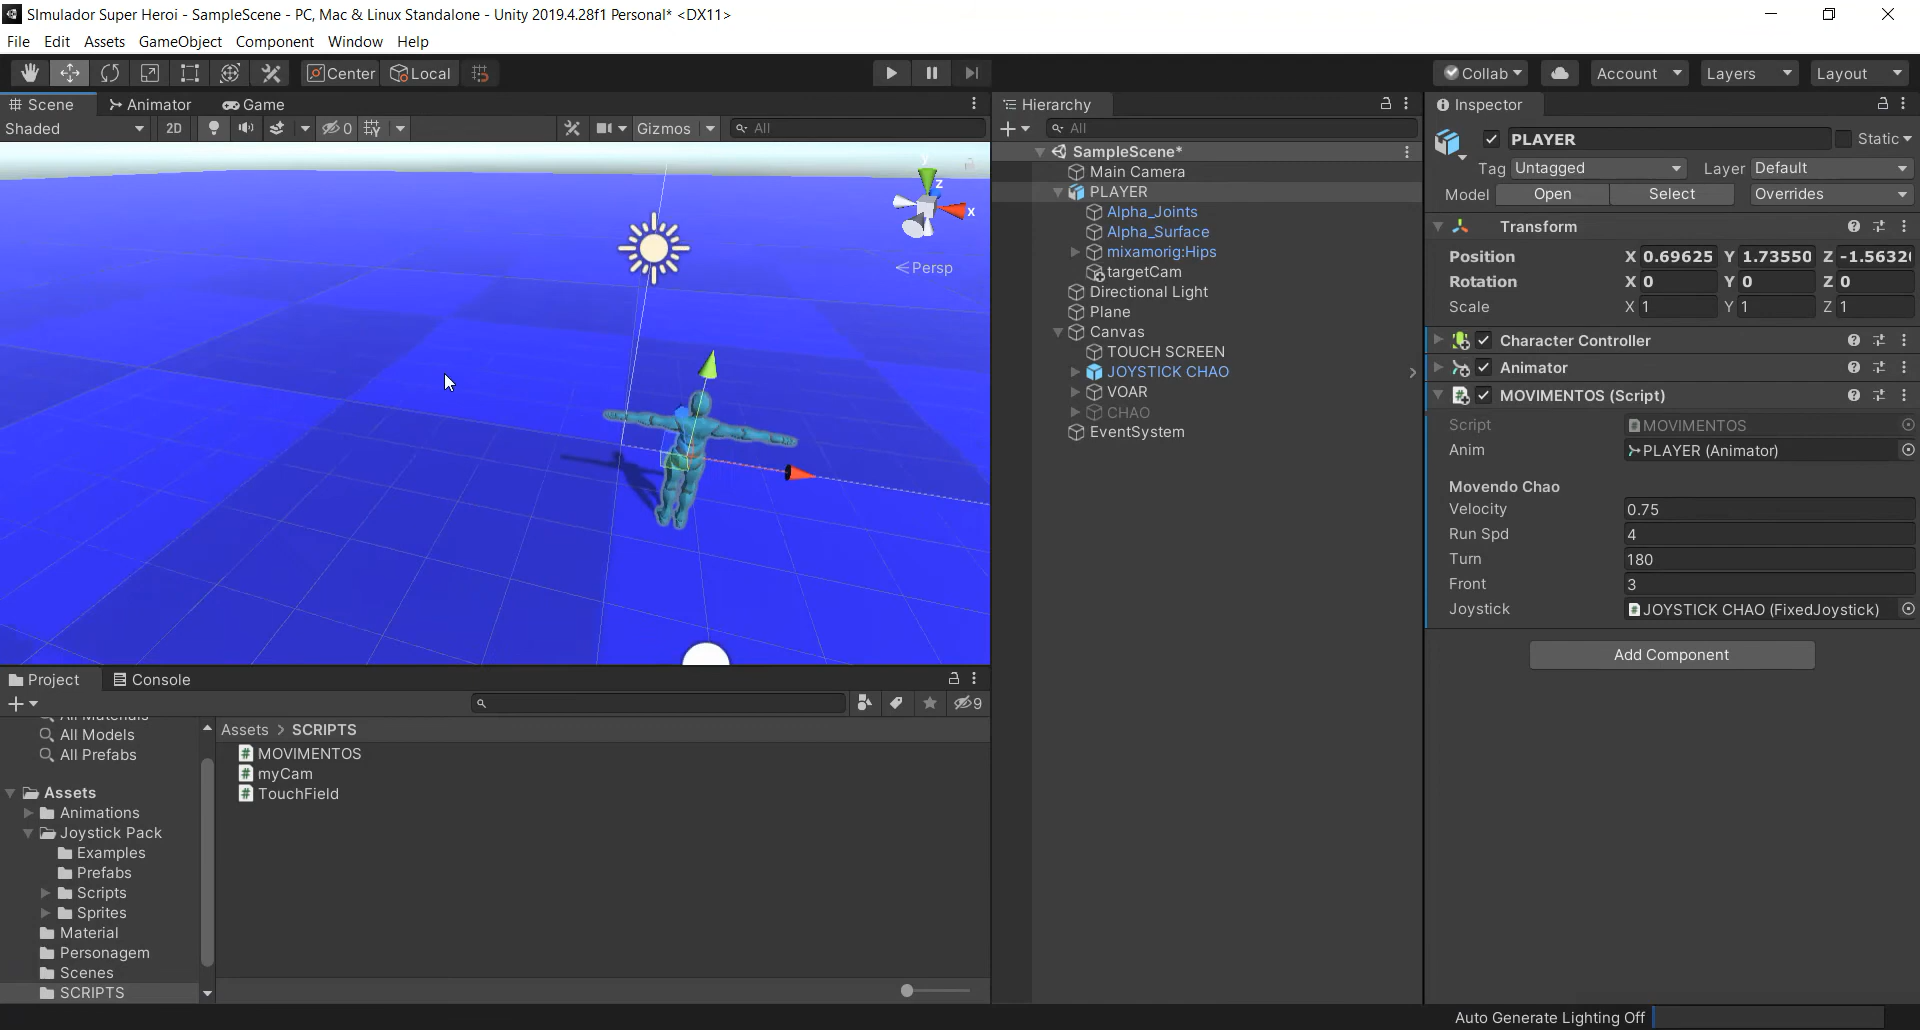 SImulador Super Heroi - SampleScene - PC, Mac & Linux Standalone - Unity 2019.4.28f1 Personal* <DX11>
File Edit Assets GameObject Component Window Help
Center Local Collab Account Layers Layout
Scene Animator Game
Shaded 2D 0 Gizmos All
y
z
x
Persp
Hierarchy
All
SampleScene*
Main Camera
PLAYER
Alpha_Joints
Alpha_Surface
mixamorig:Hips
targetCam
Directional Light
Plane
Canvas
TOUCH SCREEN
JOYSTICK CHAO
VOAR
CHAO
EventSystem
Inspector
PLAYER Static
Tag Untagged Layer Default
Model Open Select Overrides
Transform
Position X 0.69625 Y 1.73550 Z -1.5632
Rotation X 0 Y 0 Z 0
Scale X 1 Y 1 Z 1
Character Controller
Animator
MOVIMENTOS (Script)
Script MOVIMENTOS
Anim PLAYER (Animator)
Movendo Chao
Velocity 0.75
Run Spd 4
Turn 180
Front 3
Joystick JOYSTICK CHAO (FixedJoystick)
Add Component
Project Console
9
All Models
All Prefabs
Assets
Animations
Joystick Pack
Examples
Prefabs
Scripts
Sprites
Material
Personagem
Scenes
SCRIPTS
Assets > SCRIPTS
MOVIMENTOS
myCam
TouchField
Auto Generate Lighting Off